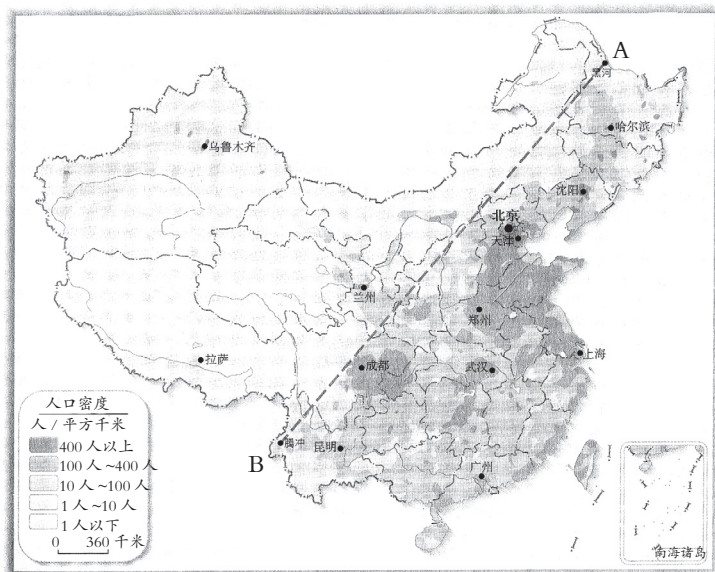 A
黑河
哈尔滨
乌鲁木齐
沈阳
北京
天津
兰州
郑州
拉萨
成都
武汉
上海
腾冲
B
昆明
广州
人口密度
人/平方千米
400人以上
100人~400人
10人~100人
1人~10人
1人以下
0 360 千米
南海诸岛